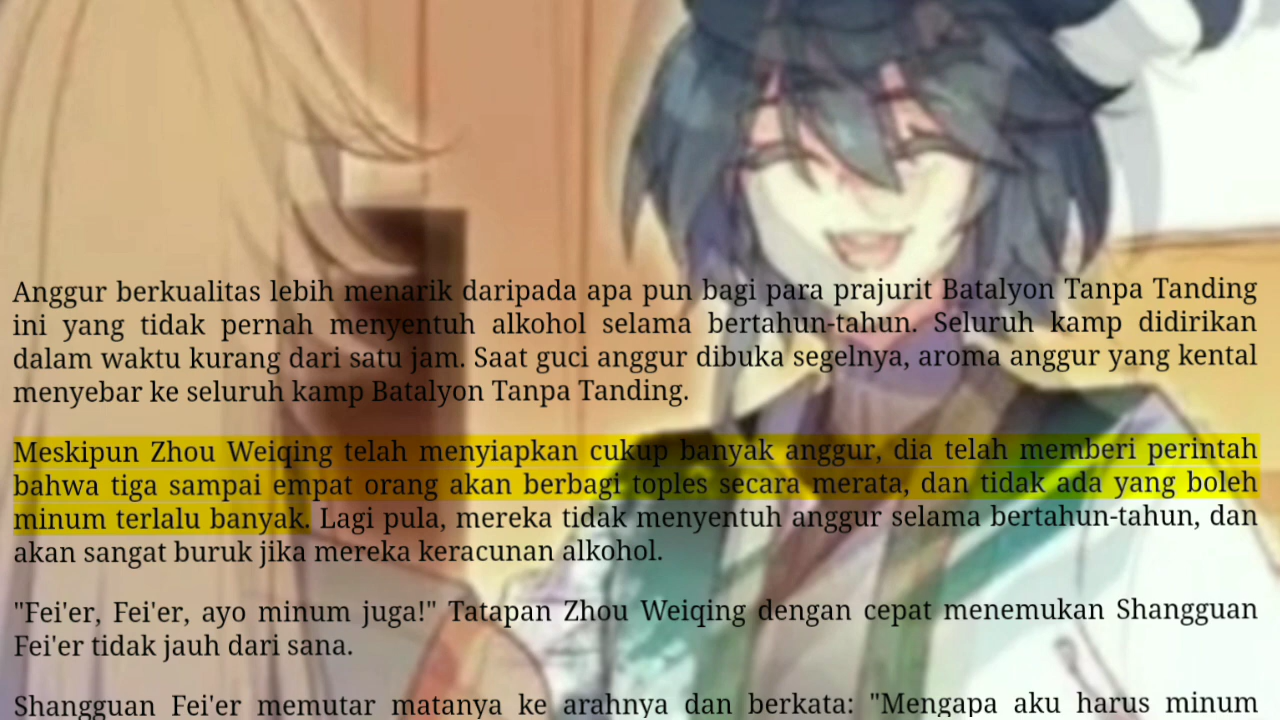 Anggur berkualitas lebih menarik daripada apa pun bagi para prajurit Batalyon Tanpa Tanding
ini yang tidak pernah menyentuh alkohol selama bertahun-tahun. Seluruh kamp didirikan
dalam waktu kurang dari satu jam. Saat guci anggur dibuka segelnya, aroma anggur yang kental
menyebar ke seluruh kamp Batalyon Tanpa Tanding.
Meskipun Zhou Weiqing telah menyiapkan cukup banyak anggur, dia telah memberi perintah
bahwa tiga sampai empat orang akan berbagi toples secara merata, dan tidak ada yang boleh
minum terlalu banyak. Lagi pula, mereka tidak menyentuh anggur selama bertahun-tahun, dan
akan sangat buruk jika mereka keracunan alkohol.
"Fei'er, Fei'er, ayo minum juga!" Tatapan Zhou Weiqing dengan cepat menemukan Shangguan
Fei'er tidak jauh dari sana.
Shangguan Fei'er memutar matanya ke arahnya dan berkata: "Mengapa aku harus minum